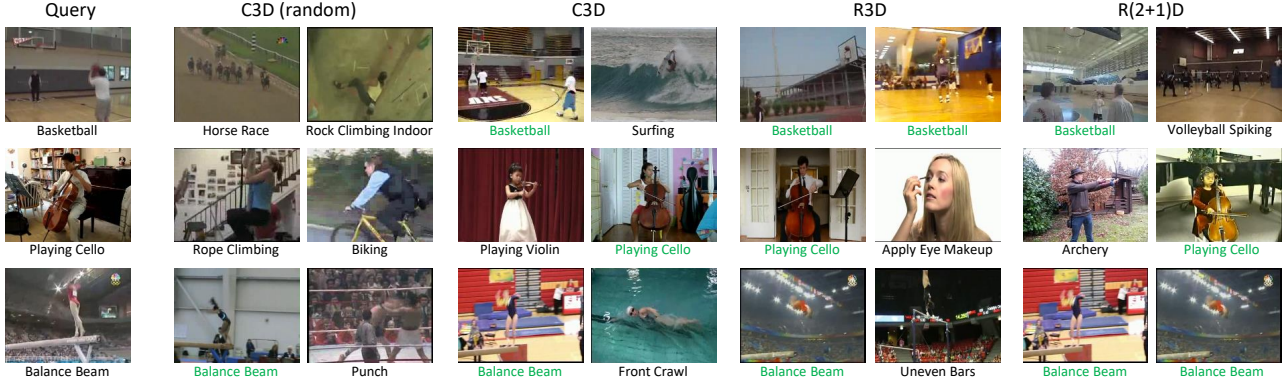 Query C3D (random) C3D R3D R(2+1)D
Basketball Horse Race Rock Climbing Indoor Basketball Surfing Basketball Basketball Basketball Volleyball Spiking
Playing Cello Rope Climbing Biking Playing Violin Playing Cello Playing Cello Apply Eye Makeup Archery Playing Cello
Balance Beam Balance Beam Punch Balance Beam Front Crawl Balance Beam Uneven Bars Balance Beam Balance Beam